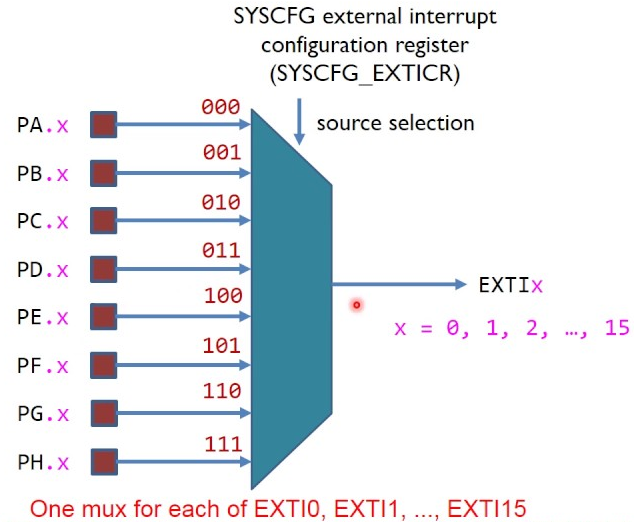 SYSCFG external interrupt
configuration register
(SYSCFG_EXTICR)
source selection
PA.x 000
PB.x 001
PC.x 010
PD.x 011
PE.x 100
PF.x 101
PG.x 110
PH.x 111
EXTIx
x = 0, 1, 2, …, 15
One mux for each of EXTI0, EXTI1, ..., EXTI15